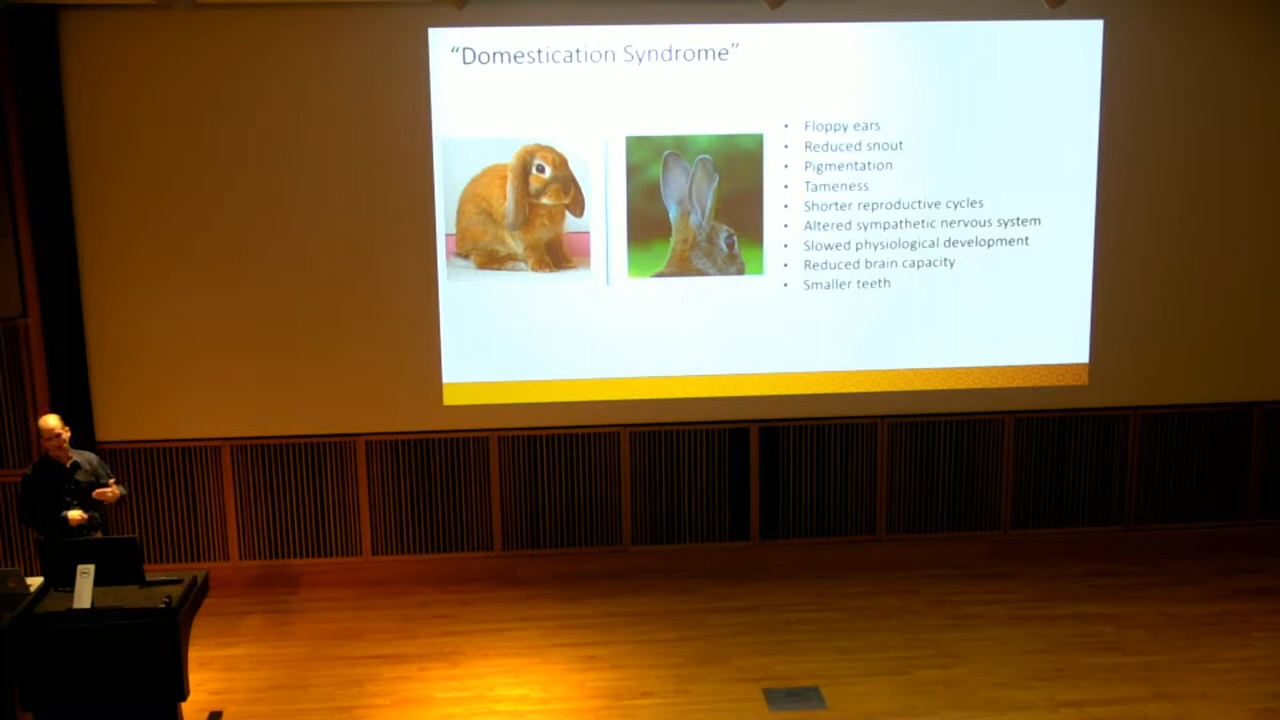 “Domestication Syndrome”
• Floppy ears
• Reduced snout
• Pigmentation
• Tameness
• Shorter reproductive cycles
• Altered sympathetic nervous system
• Slowed physiological development
• Reduced brain capacity
• Smaller teeth